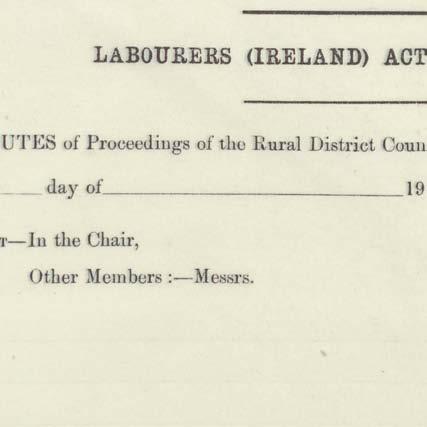 LABOURERS (IRELAND) ACT
UTES of Proceedings of the Rural District Coun
day of 19
T—In the Chair,
Other Members :—Messrs.